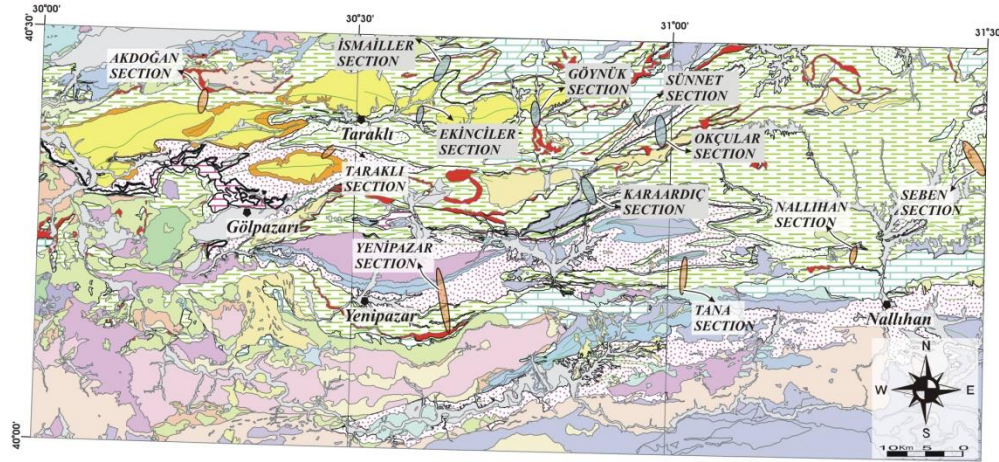 30°00'
30°30'
31°00'
31°30'
40°30'
40°00'
AKDOĞAN
SECTION
İSMAİLLER
SECTION
GÖYNÜK
SECTION
SÜNNET
SECTION
Taraklı
EKİNCİLER
SECTION
OKÇULAR
SECTION
TARAKLI
SECTION
KARAARDIÇ
SECTION
NALLIHAN
SECTION
SEBEN
SECTION
Gölpazarı
YENİPAZAR
SECTION
Yenipazar
TANA
SECTION
Nallıhan
N
W
E
S
10Km 5 0